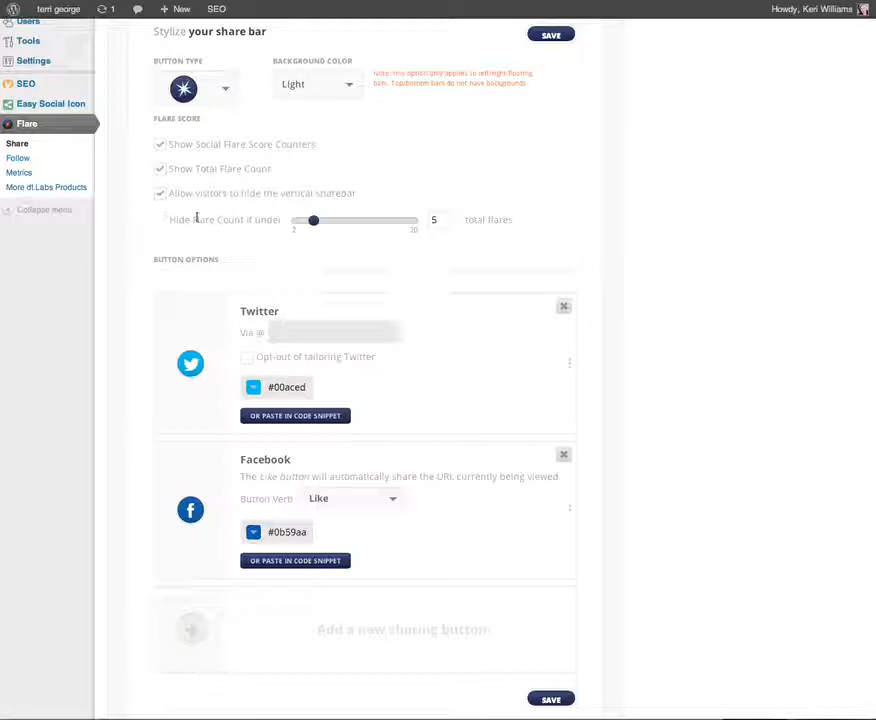 terri george
1
+ New
SEO
Howdy, Keri Williams
Users
Tools
Settings
SEO
Easy Social Icon
Flare
Share
Follow
Metrics
More dt.Labs Products
Collapse menu
Stylize your share bar
SAVE
BUTTON TYPE
BACKGROUND COLOR
Light
Note: this option only applies to left/right floating
bars. Top/bottom bars do not have backgrounds.
FLARE SCORE
Show Social Flare Score Counters
Show Total Flare Count
Allow visitors to hide the vertical sharebar
Hide Flare Count if under
2
20
5
total flares
BUTTON OPTIONS
Twitter
Via @
Opt-out of tailoring Twitter
#00aced
OR PASTE IN CODE SNIPPET
Facebook
The Like button will automatically share the URL currently being viewed.
Button Verb
Like
#0b59aa
OR PASTE IN CODE SNIPPET
Add a new sharing button!
SAVE